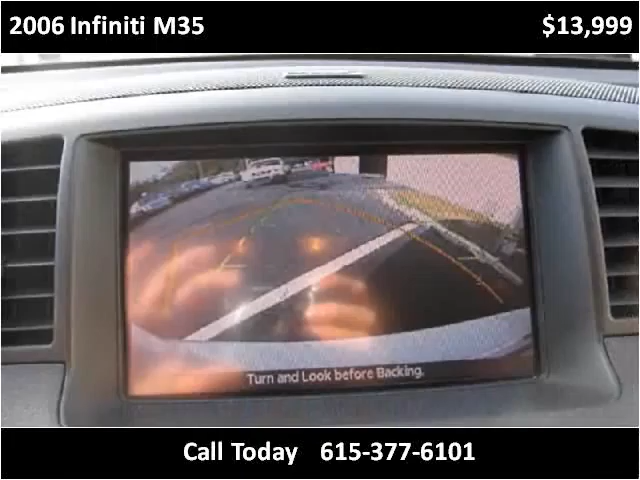 2006 Infiniti M35
$13,999
Turn and Look before Backing.
Call Today 615-377-6101